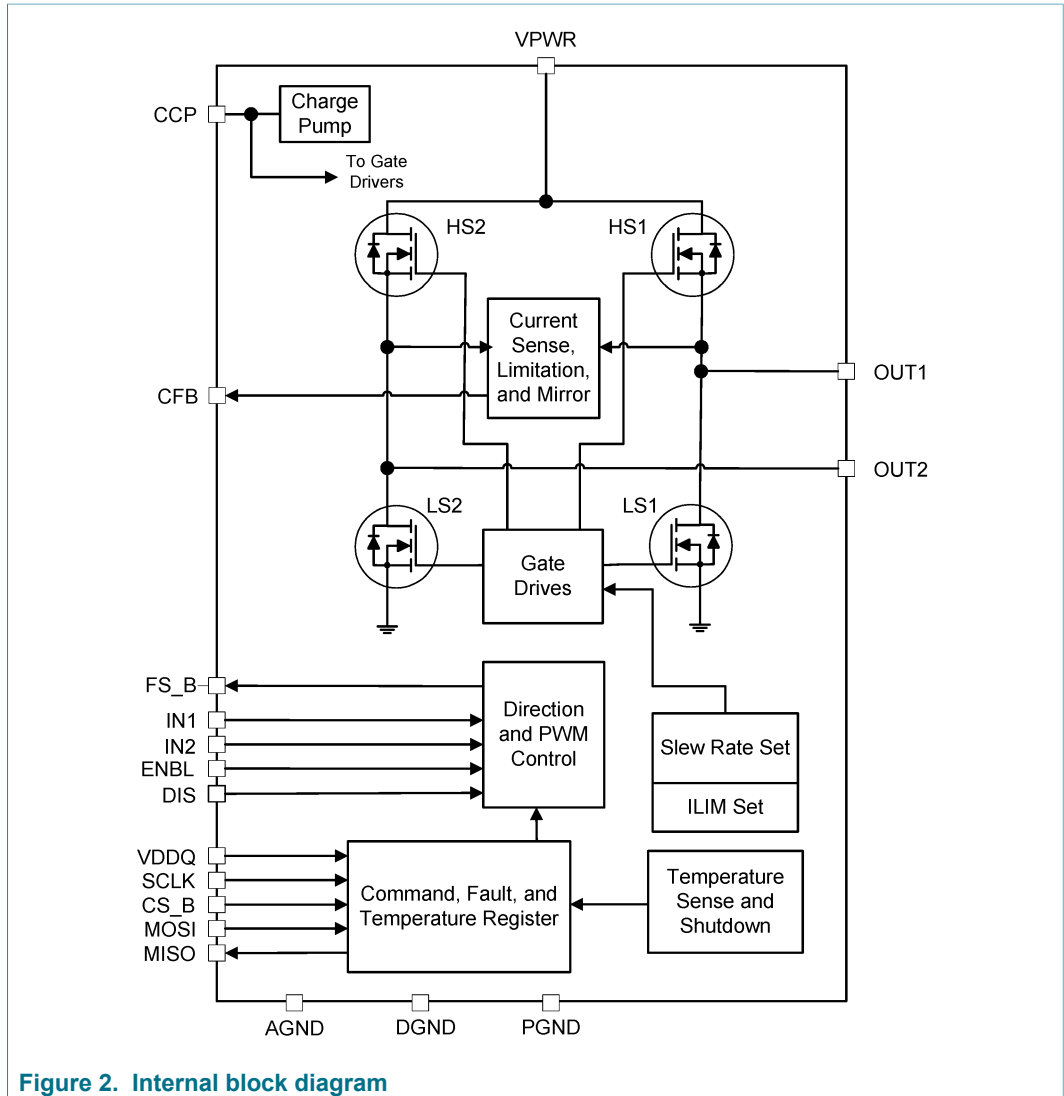 VPWR
CCP
Charge
Pump
To Gate
Drivers
HS2
HS1
Current
Sense,
Limitation,
and Mirror
OUT1
CFB
OUT2
LS2
LS1
Gate
Drives
FS_B
IN1
IN2
ENBL
DIS
Direction
and PWM
Control
Slew Rate Set
ILIM Set
VDDQ
SCLK
CS_B
MOSI
MISO
Command, Fault, and
Temperature Register
Temperature
Sense and
Shutdown
AGND
DGND
PGND
Figure 2. Internal block diagram